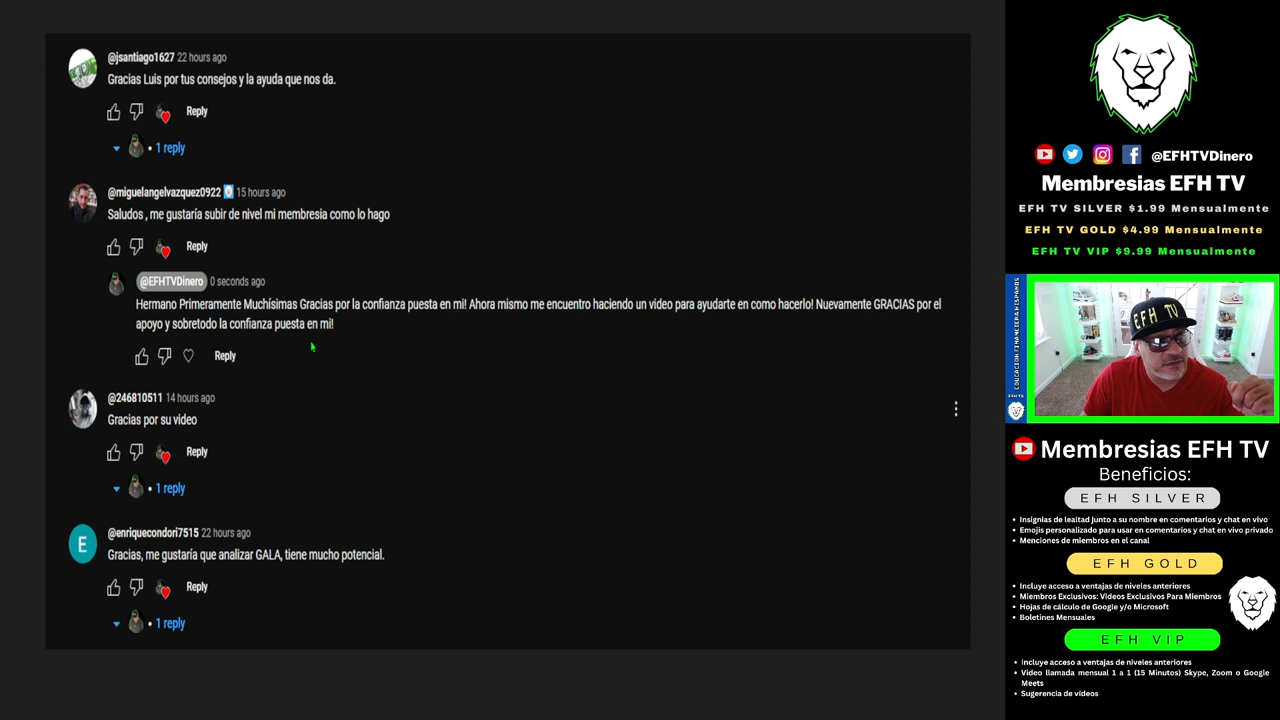 @jsantiago1627 22 hours ago
Gracias Luis por tus consejos y la ayuda que nos da.
Reply
• 1 reply
@miguelangelvazquez0922 15 hours ago
Saludos , me gustaría subir de nivel mi membresia como lo hago
Reply
@EFHTVDinero 0 seconds ago
Hermano Primeramente Muchísimas Gracias por la confianza puesta en mi! Ahora mismo me encuentro haciendo un video para ayudarte en como hacerlo! Nuevamente GRACIAS por el
apoyo y sobretodo la confianza puesta en mi!
Reply
@246810511 14 hours ago
Gracias por su video
Reply
• 1 reply
E
@enriquecondori7515 22 hours ago
Gracias, me gustaría que analizar GALA, tiene mucho potencial.
Reply
• 1 reply
@EFHTVDinero
Membresias EFH TV
EFH TV SILVER $1.99 Mensualmente
EFH TV GOLD $4.99 Mensualmente
EFH TV VIP $9.99 Mensualmente
EDUCACION FINANCIERA HISPANOS
EFH TV
EFH TV
Membresias EFH TV
Beneficios:
EFH SILVER
• Insignias de lealtad junto a su nombre en comentarios y chat en vivo
• Emojis personalizado para usar en comentarios y chat en vivo privado
• Menciones de miembros en el canal
EFH GOLD
• Incluye acceso a ventajas de niveles anteriores
• Miembros Exclusivos: Videos Exclusivos Para Miembros
• Hojas de cálculo de Google y/o Microsoft
• Boletines Mensuales
EFH VIP
• Incluye acceso a ventajas de niveles anteriores
• Video llamada mensual 1 a 1 (15 Minutos) Skype, Zoom o Google
Meets
• Sugerencia de vídeos